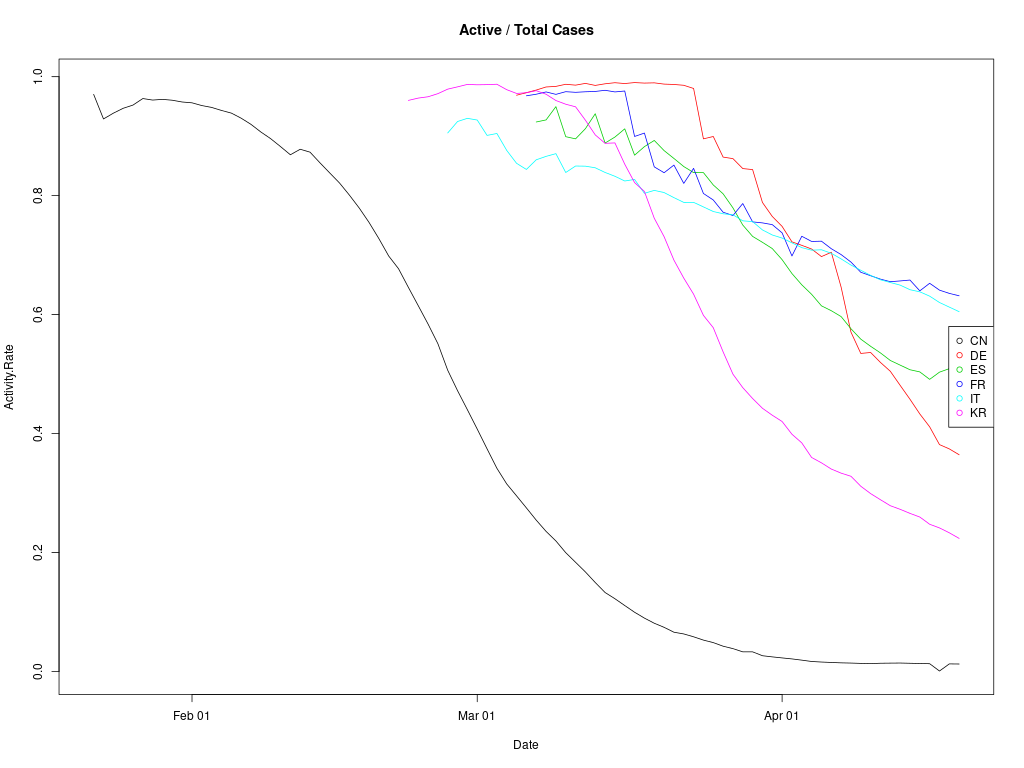 Active / Total Cases
Activity.Rate
1.0
0.8
0.6
0.4
0.2
0.0
CN
DE
ES
FR
IT
KR
Feb 01
Mar 01
Apr 01
Date